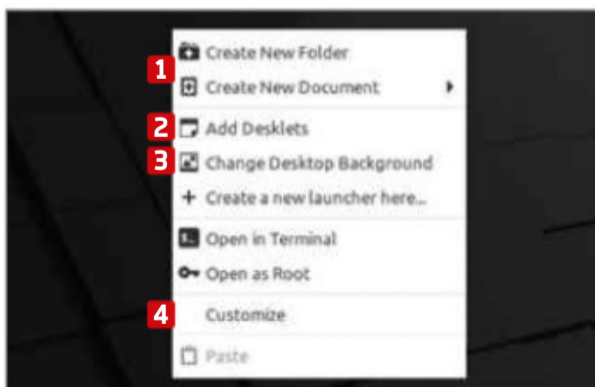 1
Create New Folder
Create New Document
2 Add Desklets
3 Change Desktop Background
Create a new launcher here...
Open in Terminal
Open as Root
4 Customize
Paste